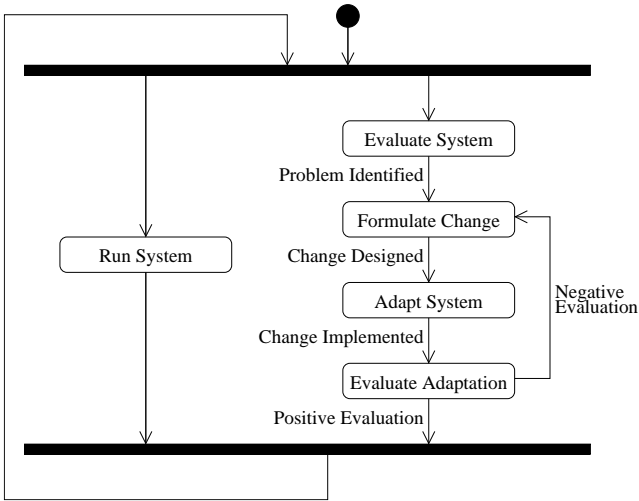 Evaluate System
Problem Identified
Formulate Change
Run System
Change Designed
Adapt System
Negative
Evaluation
Change Implemented
Evaluate Adaptation
Positive Evaluation